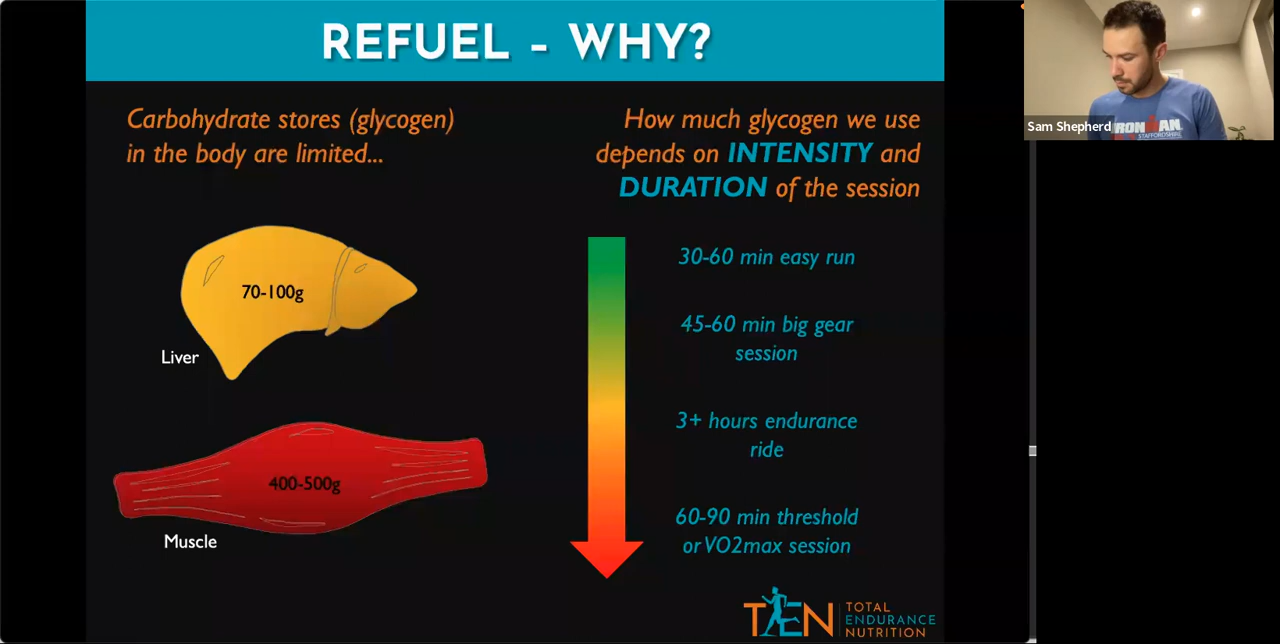 REFUEL - WHY?
Carbohydrate stores (glycogen)
in the body are limited...
How much glycogen we use
depends on INTENSITY and
DURATION of the session
70-100g
Liver
400-500g
Muscle
30-60 min easy run
45-60 min big gear
session
3+ hours endurance
ride
60-90 min threshold
or VO2max session
TEN
TOTAL
ENDURANCE
NUTRITION
Sam Shepherd
IRONMAN
STAFFORDSHIRE